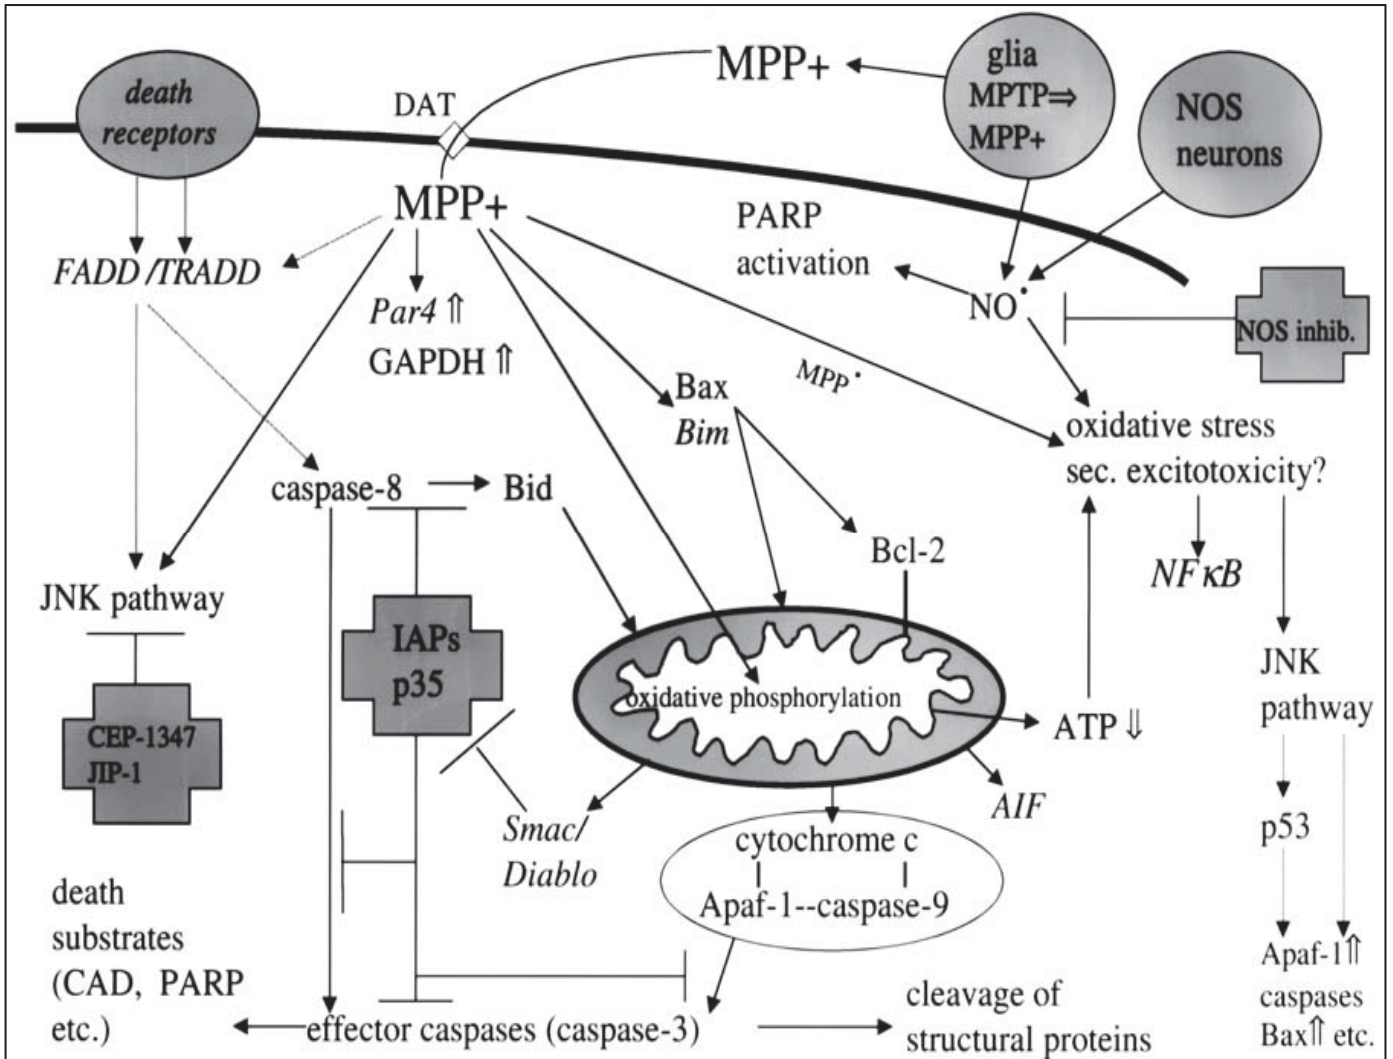 death
receptors
DAT
MPP+
glia
MPTP⇒
MPP+
NOS
neurons
MPP+
PARP
activation
FADD/TRADD
NO•
NOS inhib.
Par4⇑
GAPDH⇑
MPP•
Bax
Bim
oxidative stress
sec. excitotoxicity?
caspase-8
Bid
Bcl-2
NFκB
JNK pathway
IAPs
p35
oxidative phosphorylation
JNK
pathway
ATP⇓
CEP-1347
JIP-1
AIF
Smac/
Diablo
cytochrome c
Apaf-1--caspase-9
p53
death
substrates
(CAD, PARP
etc.)
effector caspases (caspase-3)
cleavage of
structural proteins
Apaf-1⇑
caspases
Bax⇑ etc.